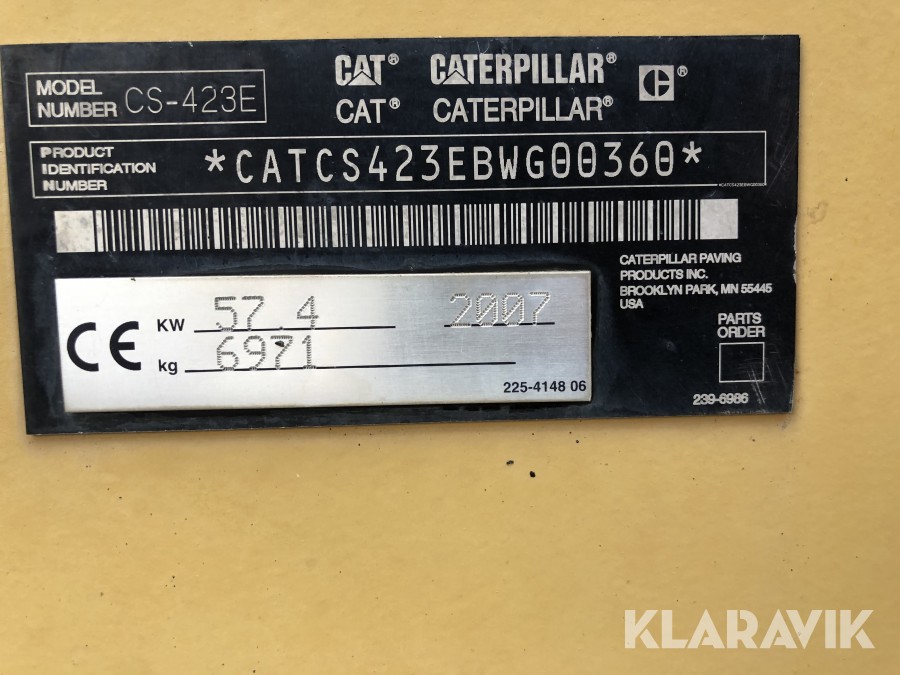 MODEL
NUMBER CS-423E
CAT® CATERPILLAR®
CAT® CATERPILLAR® C®
PRODUCT
IDENTIFICATION
NUMBER
*CATCS423EBWG00360*
*CATCS423EBWG00360*
CATERPILLAR PAVING
PRODUCTS INC.
BROOKLYN PARK, MN 55445
USA
CE
KW 57.4 2007
kg 6971
225-4148 06
PARTS
ORDER
239-6986
KLARAVIK